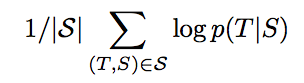 1/|𝒮| ∑ log p(T|S)
(T,S)∈𝒮